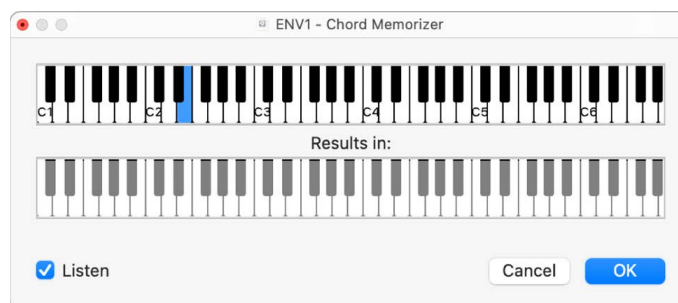 ENV1 - Chord Memorizer
C1 C2 C3 C4 C5 C6
Results in:
Listen
Cancel OK